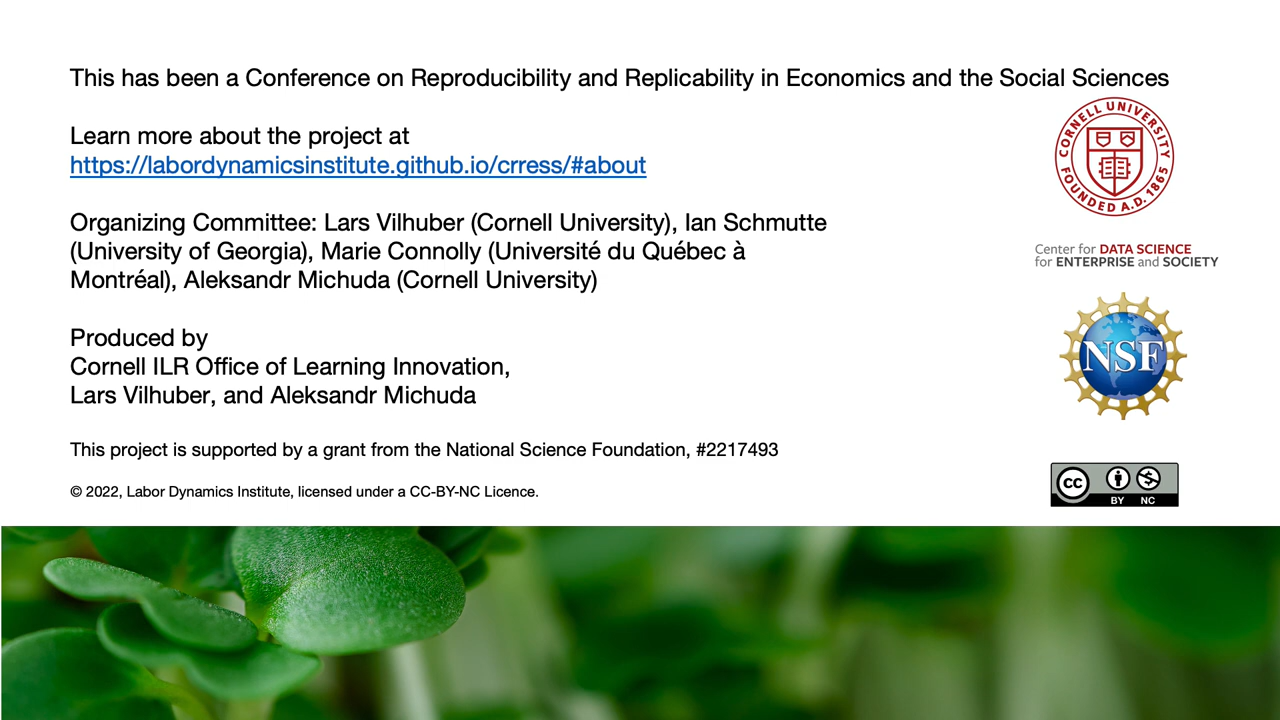 This has been a Conference on Reproducibility and Replicability in Economics and the Social Sciences
Learn more about the project at
https://labordynamicsinstitute.github.io/crress/#about
Organizing Committee: Lars Vilhuber (Cornell University), Ian Schmutte
(University of Georgia), Marie Connolly (Université du Québec à
Montréal), Aleksandr Michuda (Cornell University)
Produced by
Cornell ILR Office of Learning Innovation,
Lars Vilhuber, and Aleksandr Michuda
This project is supported by a grant from the National Science Foundation, #2217493
© 2022, Labor Dynamics Institute, licensed under a CC-BY-NC Licence.
CORNELL UNIVERSITY
FOUNDED A.D. 1865
Center for DATA SCIENCE
for ENTERPRISE and SOCIETY
NSF
cc
BY NC